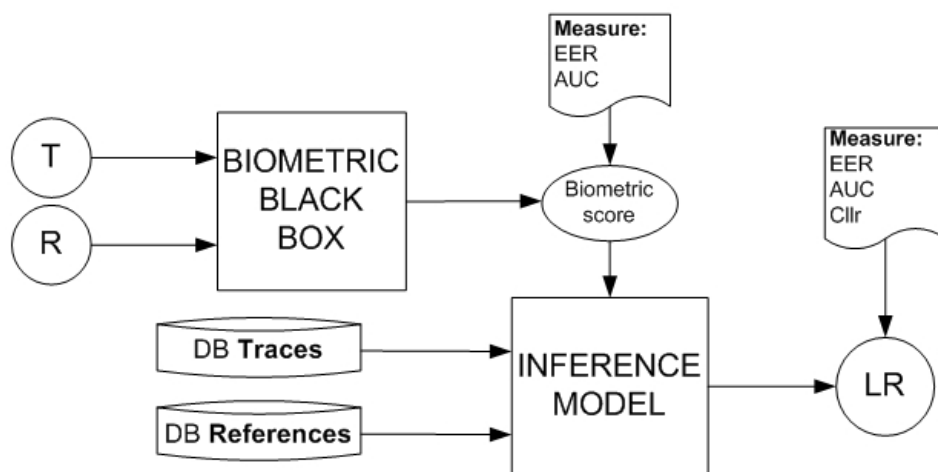 Measure:
EER
AUC
T
R
BIOMETRIC
BLACK
BOX
Biometric
score
Measure:
EER
AUC
Cllr
DB Traces
DB References
INFERENCE
MODEL
LR